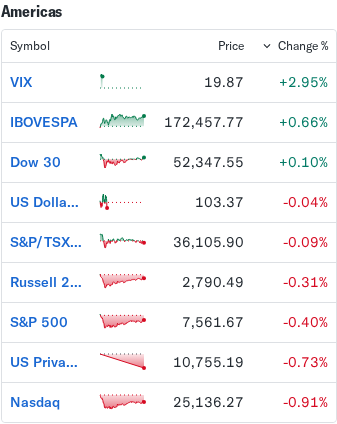 Americas
Symbol Price Change %
VIX 19.87 +2.95%
IBOVESPA 172,457.77 +0.66%
Dow 30 52,347.55 +0.10%
US Dolla... 103.37 -0.04%
S&P/TSX... 36,105.90 -0.09%
Russell 2... 2,790.49 -0.31%
S&P 500 7,561.67 -0.40%
US Priva... 10,755.19 -0.73%
Nasdaq 25,136.27 -0.91%